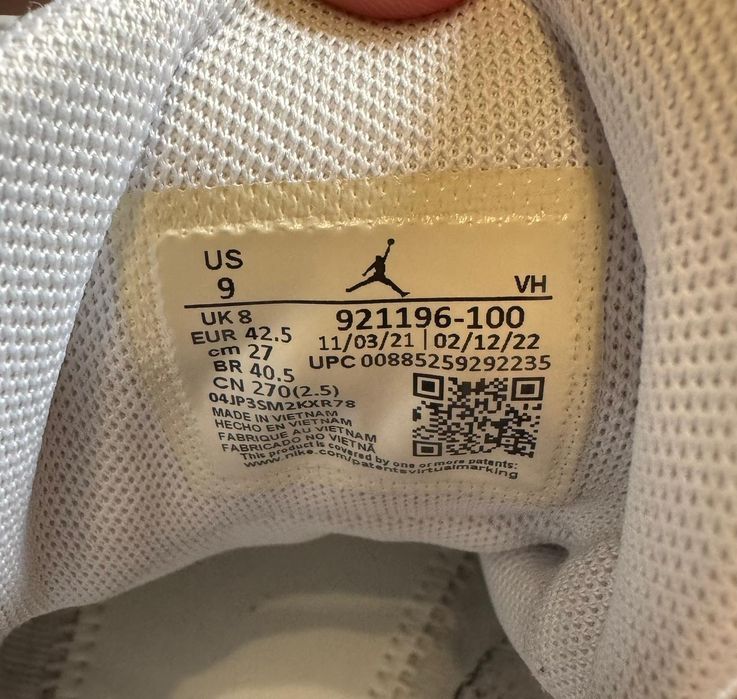 US
9
VH
UK 8
921196-100
EUR 42.5
11/03/21 | 02/12/22
cm 27
UPC 00885259292235
BR 40.5
CN 270(2.5)
04JP3SM2KXR78
MADE IN VIETNAM
HECHO EN VIETNAM
FABRIQUE AU VIETNAM
FABRICADO NO VIETNÃ
This product is covered by one or more patents:
www.nike.com/patentsvirtualmarking